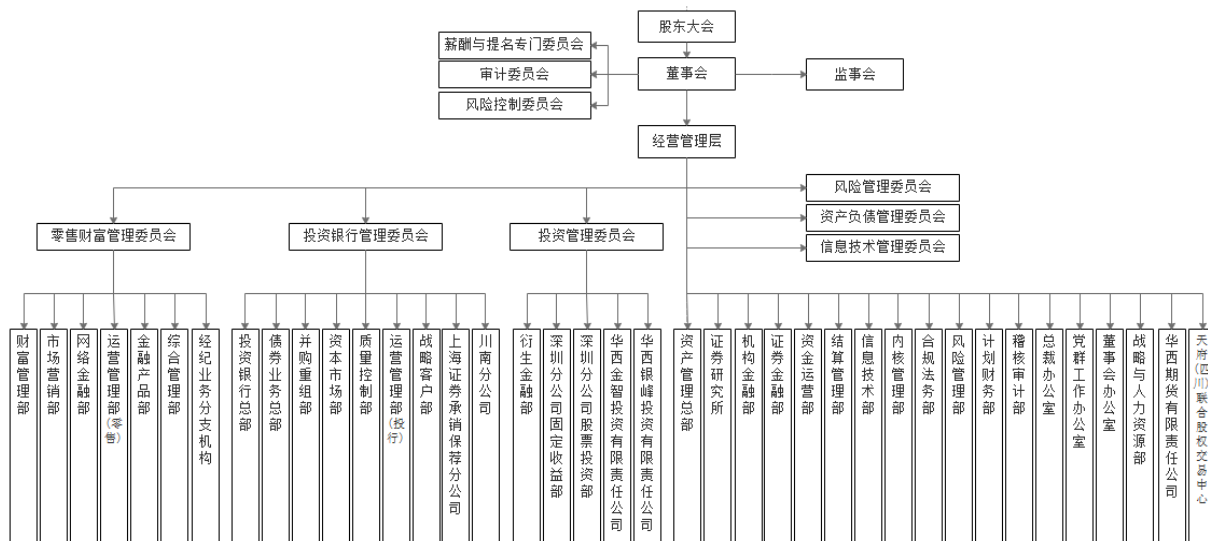 股东大会
薪酬与提名专门委员会
审计委员会
董事会
监事会
风险控制委员会
经营管理层
风险管理委员会
资产负债管理委员会
信息技术管理委员会
零售财富管理委员会
投资银行管理委员会
投资管理委员会
财富管理部
市场营销部
网络金融部
运营管理部(零售)
金融产品部
综合管理部
经纪业务分支机构
投资银行总部
债券业务总部
并购重组部
资本市场部
质量控制部
运营管理部(投行)
战略客户部
上海证券承销保荐分公司
川南分公司
衍生金融部
深圳分公司固定收益部
深圳分公司股票投资部
华西金智投资有限责任公司
华西银峰投资有限责任公司
资产管理总部
证券研究所
机构金融部
证券金融部
资金运营部
结算管理部
信息技术部
内核管理部
合规法务部
风险管理部
计划财务部
稽核审计部
总裁办公室
党群工作办公室
董事会办公室
战略与人力资源部
华西期货有限责任公司
天府(四川)联合股权交易中心